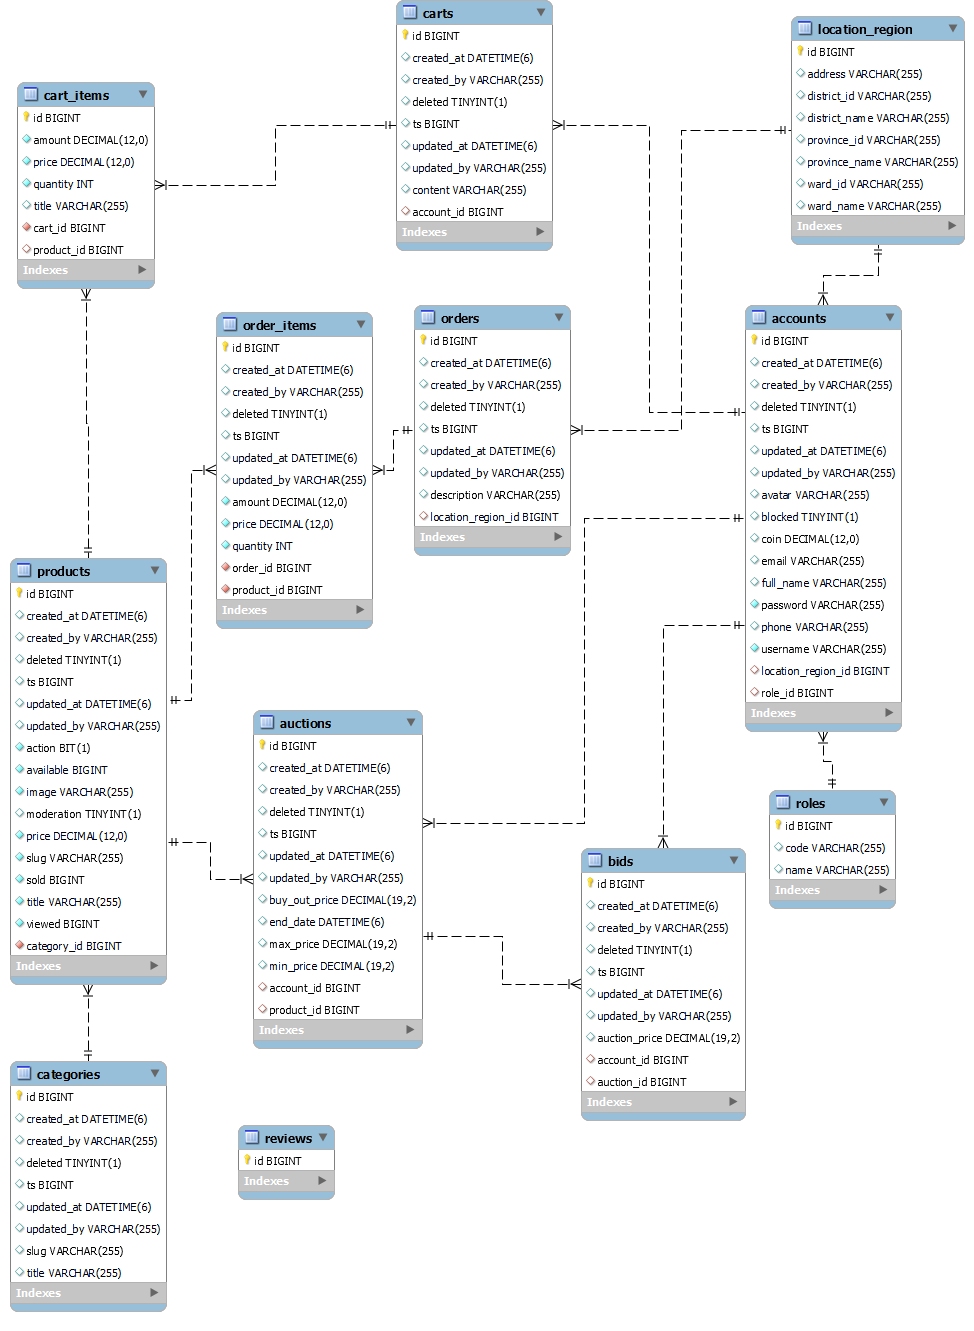 carts
id BIGINT
created_at DATETIME(6)
created_by VARCHAR(255)
deleted TINYINT(1)
ts BIGINT
updated_at DATETIME(6)
updated_by VARCHAR(255)
content VARCHAR(255)
account_id BIGINT
Indexes
location_region
id BIGINT
address VARCHAR(255)
district_id VARCHAR(255)
district_name VARCHAR(255)
province_id VARCHAR(255)
province_name VARCHAR(255)
ward_id VARCHAR(255)
ward_name VARCHAR(255)
Indexes
cart_items
id BIGINT
amount DECIMAL(12,0)
price DECIMAL(12,0)
quantity INT
title VARCHAR(255)
cart_id BIGINT
product_id BIGINT
Indexes
order_items
id BIGINT
created_at DATETIME(6)
created_by VARCHAR(255)
deleted TINYINT(1)
ts BIGINT
updated_at DATETIME(6)
updated_by VARCHAR(255)
amount DECIMAL(12,0)
price DECIMAL(12,0)
quantity INT
order_id BIGINT
product_id BIGINT
Indexes
orders
id BIGINT
created_at DATETIME(6)
created_by VARCHAR(255)
deleted TINYINT(1)
ts BIGINT
updated_at DATETIME(6)
updated_by VARCHAR(255)
description VARCHAR(255)
location_region_id BIGINT
Indexes
accounts
id BIGINT
created_at DATETIME(6)
created_by VARCHAR(255)
deleted TINYINT(1)
ts BIGINT
updated_at DATETIME(6)
updated_by VARCHAR(255)
avatar VARCHAR(255)
blocked TINYINT(1)
coin DECIMAL(12,0)
email VARCHAR(255)
full_name VARCHAR(255)
password VARCHAR(255)
phone VARCHAR(255)
username VARCHAR(255)
location_region_id BIGINT
role_id BIGINT
Indexes
products
id BIGINT
created_at DATETIME(6)
created_by VARCHAR(255)
deleted TINYINT(1)
ts BIGINT
updated_at DATETIME(6)
updated_by VARCHAR(255)
action BIT(1)
available BIGINT
image VARCHAR(255)
moderation TINYINT(1)
price DECIMAL(12,0)
slug VARCHAR(255)
sold BIGINT
title VARCHAR(255)
viewed BIGINT
category_id BIGINT
Indexes
auctions
id BIGINT
created_at DATETIME(6)
created_by VARCHAR(255)
deleted TINYINT(1)
ts BIGINT
updated_at DATETIME(6)
updated_by VARCHAR(255)
buy_out_price DECIMAL(19,2)
end_date DATETIME(6)
max_price DECIMAL(19,2)
min_price DECIMAL(19,2)
account_id BIGINT
product_id BIGINT
Indexes
roles
id BIGINT
code VARCHAR(255)
name VARCHAR(255)
Indexes
bids
id BIGINT
created_at DATETIME(6)
created_by VARCHAR(255)
deleted TINYINT(1)
ts BIGINT
updated_at DATETIME(6)
updated_by VARCHAR(255)
auction_price DECIMAL(19,2)
account_id BIGINT
auction_id BIGINT
Indexes
categories
id BIGINT
created_at DATETIME(6)
created_by VARCHAR(255)
deleted TINYINT(1)
ts BIGINT
updated_at DATETIME(6)
updated_by VARCHAR(255)
slug VARCHAR(255)
title VARCHAR(255)
Indexes
reviews
id BIGINT
Indexes